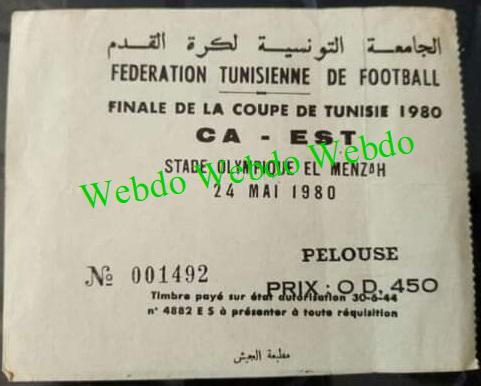 الجامعة التونسية لكرة القدم
FEDERATION TUNISIENNE DE FOOTBALL
FINALE DE LA COUPE DE TUNISIE 1980
CA - EST
STADE OLYMPIQUE EL MENZAH
Webdo Webdo Webdo
24 MAI 1980
PELOUSE
№ 001492
PRIX : O D, 450
Timbre payé sur état autorisation 30-6-44
n° 4882 E S à présenter à toute réquisition
مطبعة الجيش